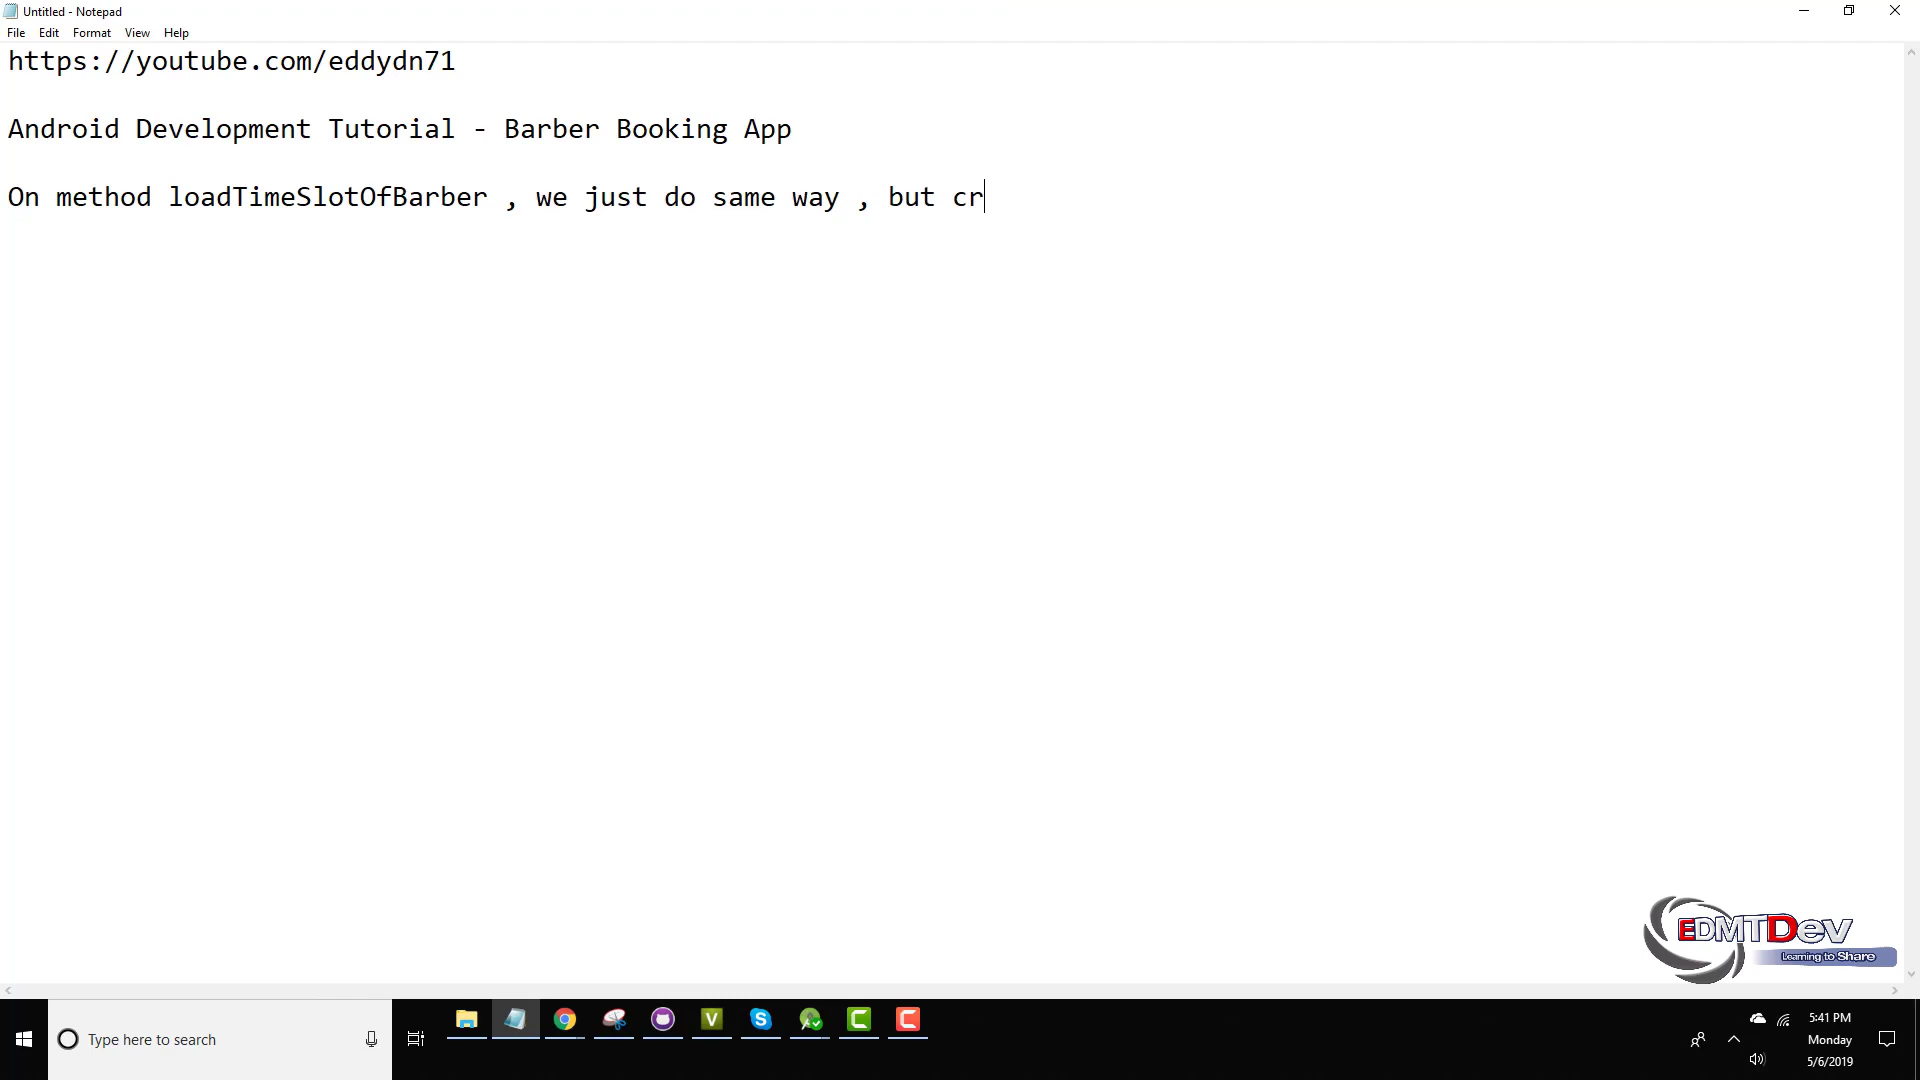 Untitled - Notepad
File Edit Format View Help
https://youtube.com/eddydn71
Android Development Tutorial - Barber Booking App
On method loadTimeSlotOfBarber , we just do same way , but cr
EDMTDev
Learning to Share
Type here to search
5:41 PM
Monday
5/6/2019